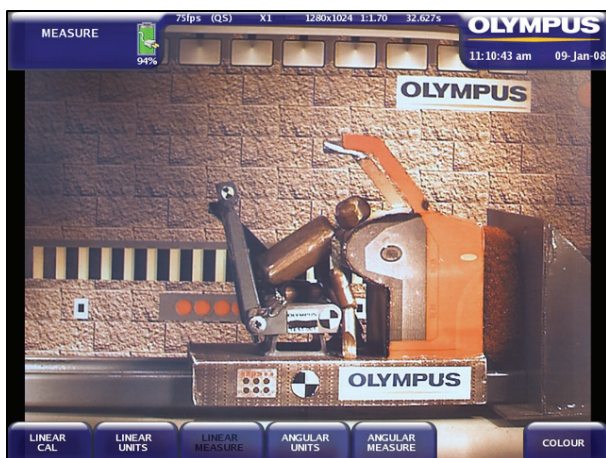 75fps (QS) X1 1280x1024 1:1.70 32.627s
MEASURE
94%
OLYMPUS
11:10:43 am 09-Jan-08
OLYMPUS
OLYMPUS
LINEAR CAL
LINEAR UNITS
LINEAR MEASURE
ANGULAR UNITS
ANGULAR MEASURE
COLOUR